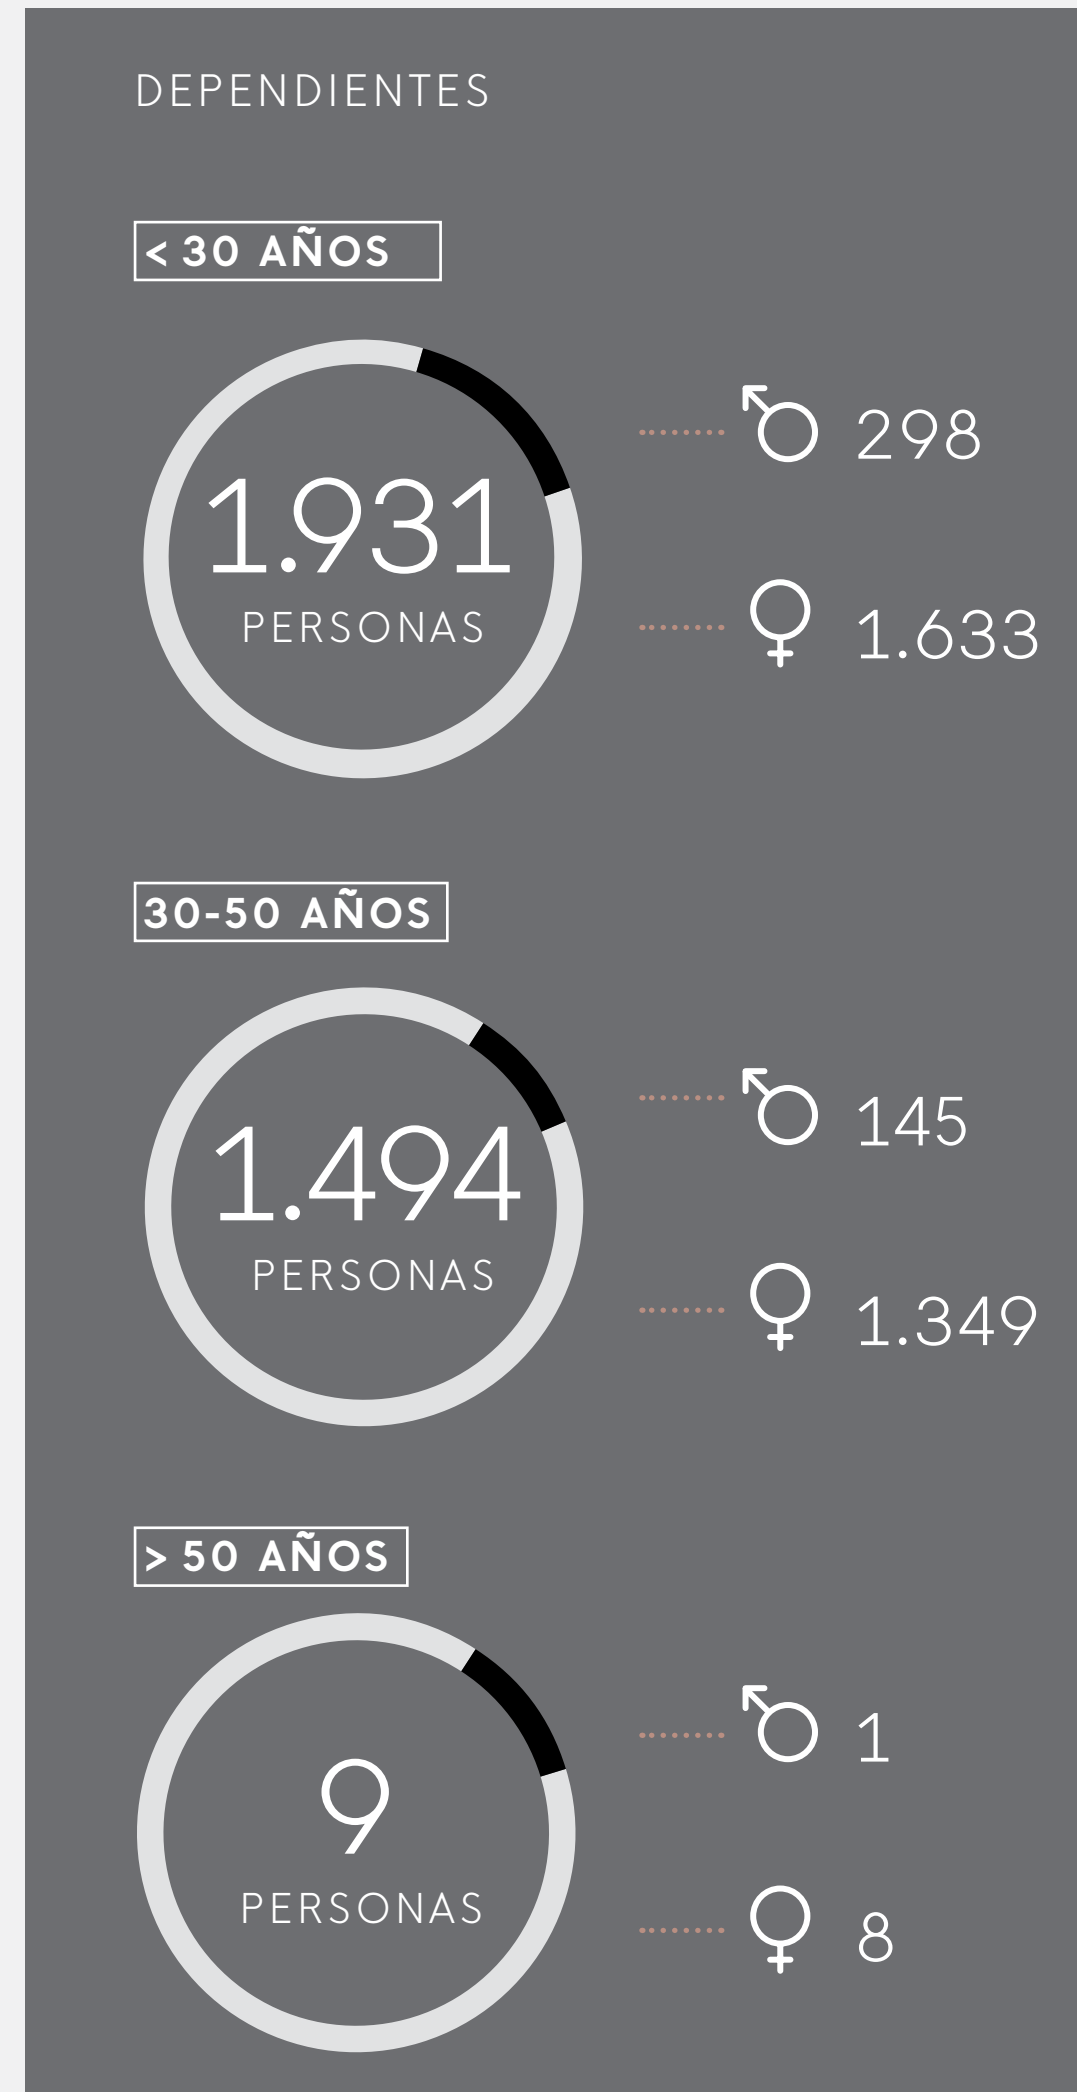 DEPENDIENTES
< 30 AÑOS
1.931
PERSONAS
298
1.633
30-50 AÑOS
1.494
PERSONAS
145
1.349
> 50 AÑOS
9
PERSONAS
1
8